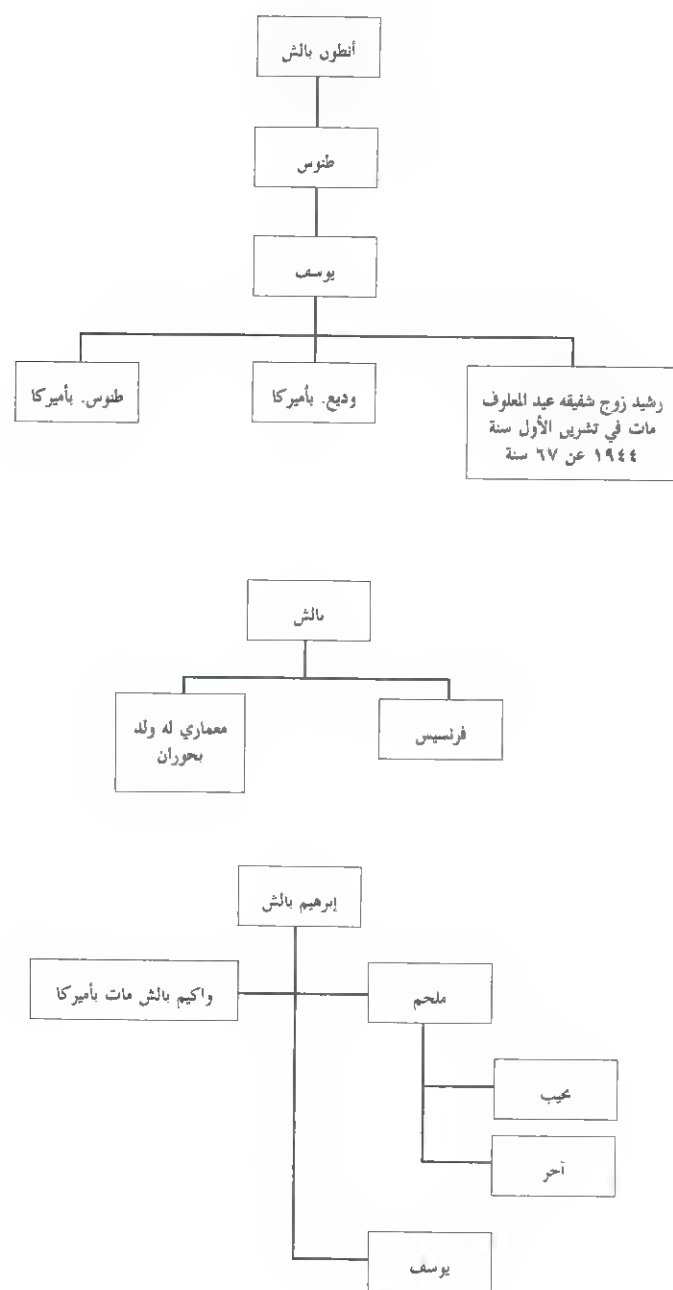 أنطون بالش
طنوس
يوسف
رشيد زوج شفيقه عيد المعلوف
مات في تشرين الأول سنة
١٩٤٤ عن ٦٧ سنة
وديع. بأميركا
طنوس. بأميركا
بالش
فرنسيس
معماري له ولد
بحوران
إبرهيم بالش
ملحم
واكيم بالش مات بأميركا
نجيب
آخر
يوسف